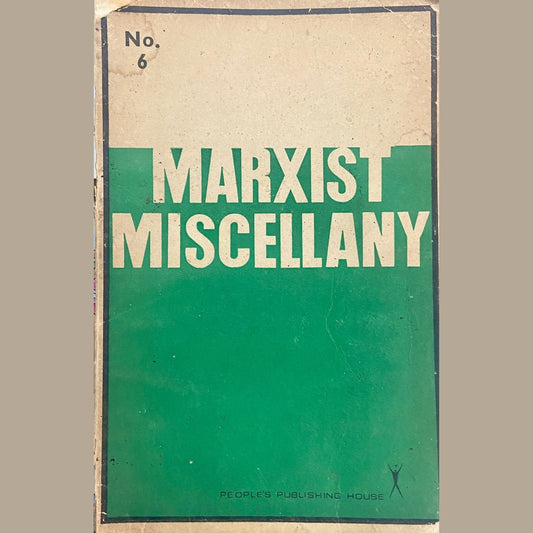 No.
6
MARXIST
MISCELLANY
PEOPLE'S PUBLISHING HOUSE